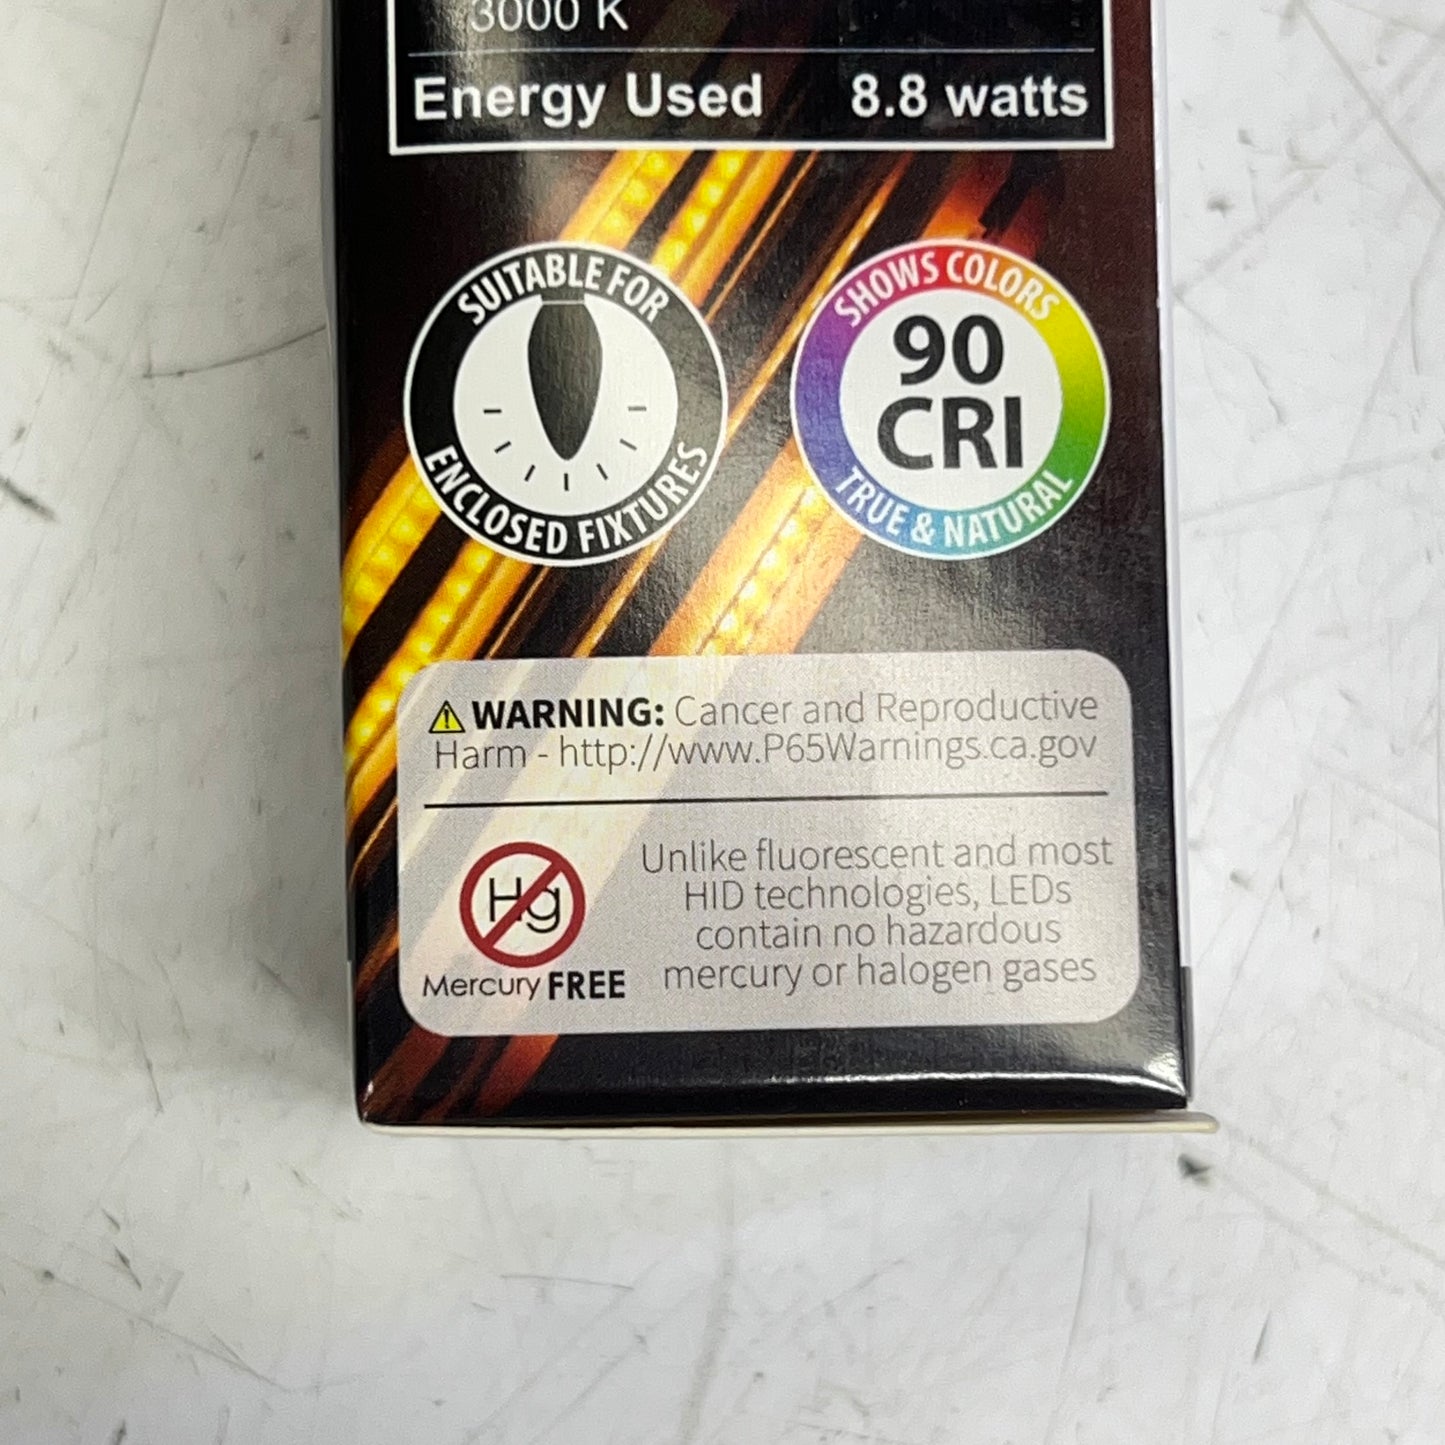 3000 K
Energy Used 8.8 watts
SUITABLE FOR
ENCLOSED FIXTURES
SHOWS COLORS
90
CRI
TRUE & NATURAL
WARNING: Cancer and Reproductive
Harm - http://www.P65Warnings.ca.gov
Hg
Mercury FREE
Unlike fluorescent and most
HID technologies, LEDs
contain no hazardous
mercury or halogen gases